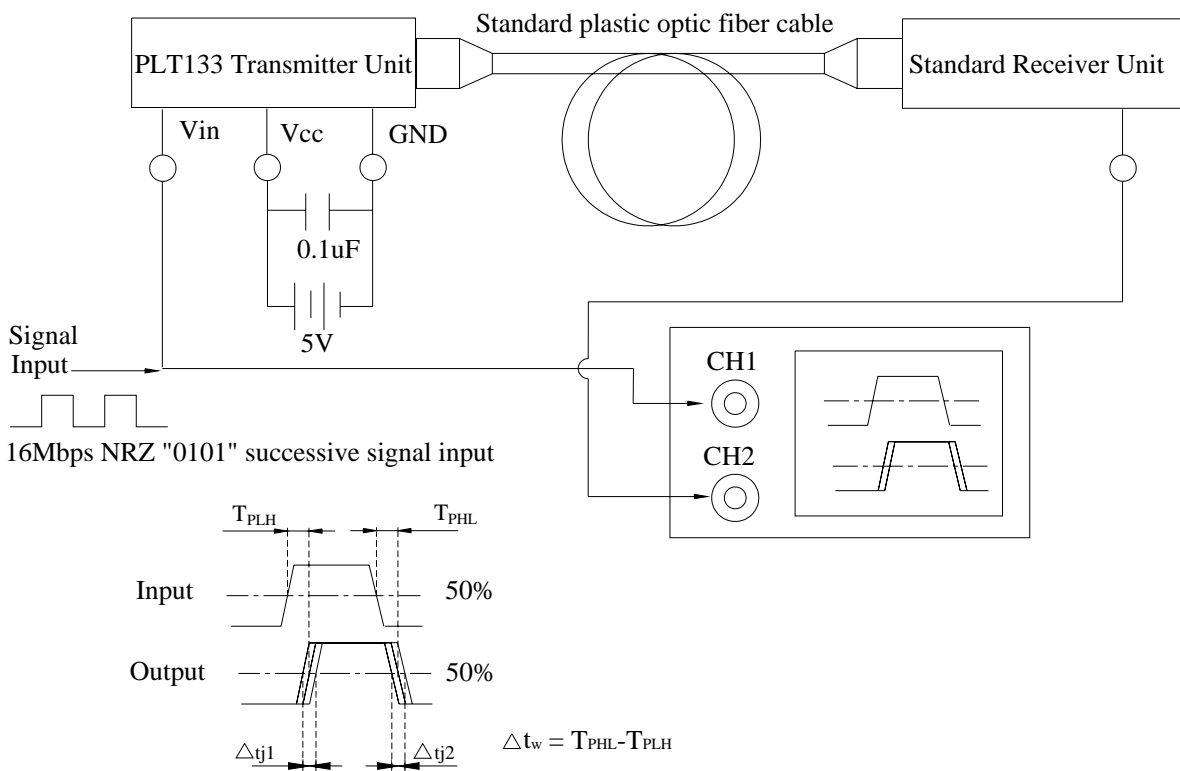 Standard plastic optic fiber cable
PLT133 Transmitter Unit
Standard Receiver Unit
Vin
Vcc
GND
0.1uF
5V
Signal
Input
CH1
CH2
16Mbps NRZ "0101" successive signal input
TPLH
TPHL
Input
50%
Output
50%
△tj1
△tj2
△tw = TPHL-TPLH